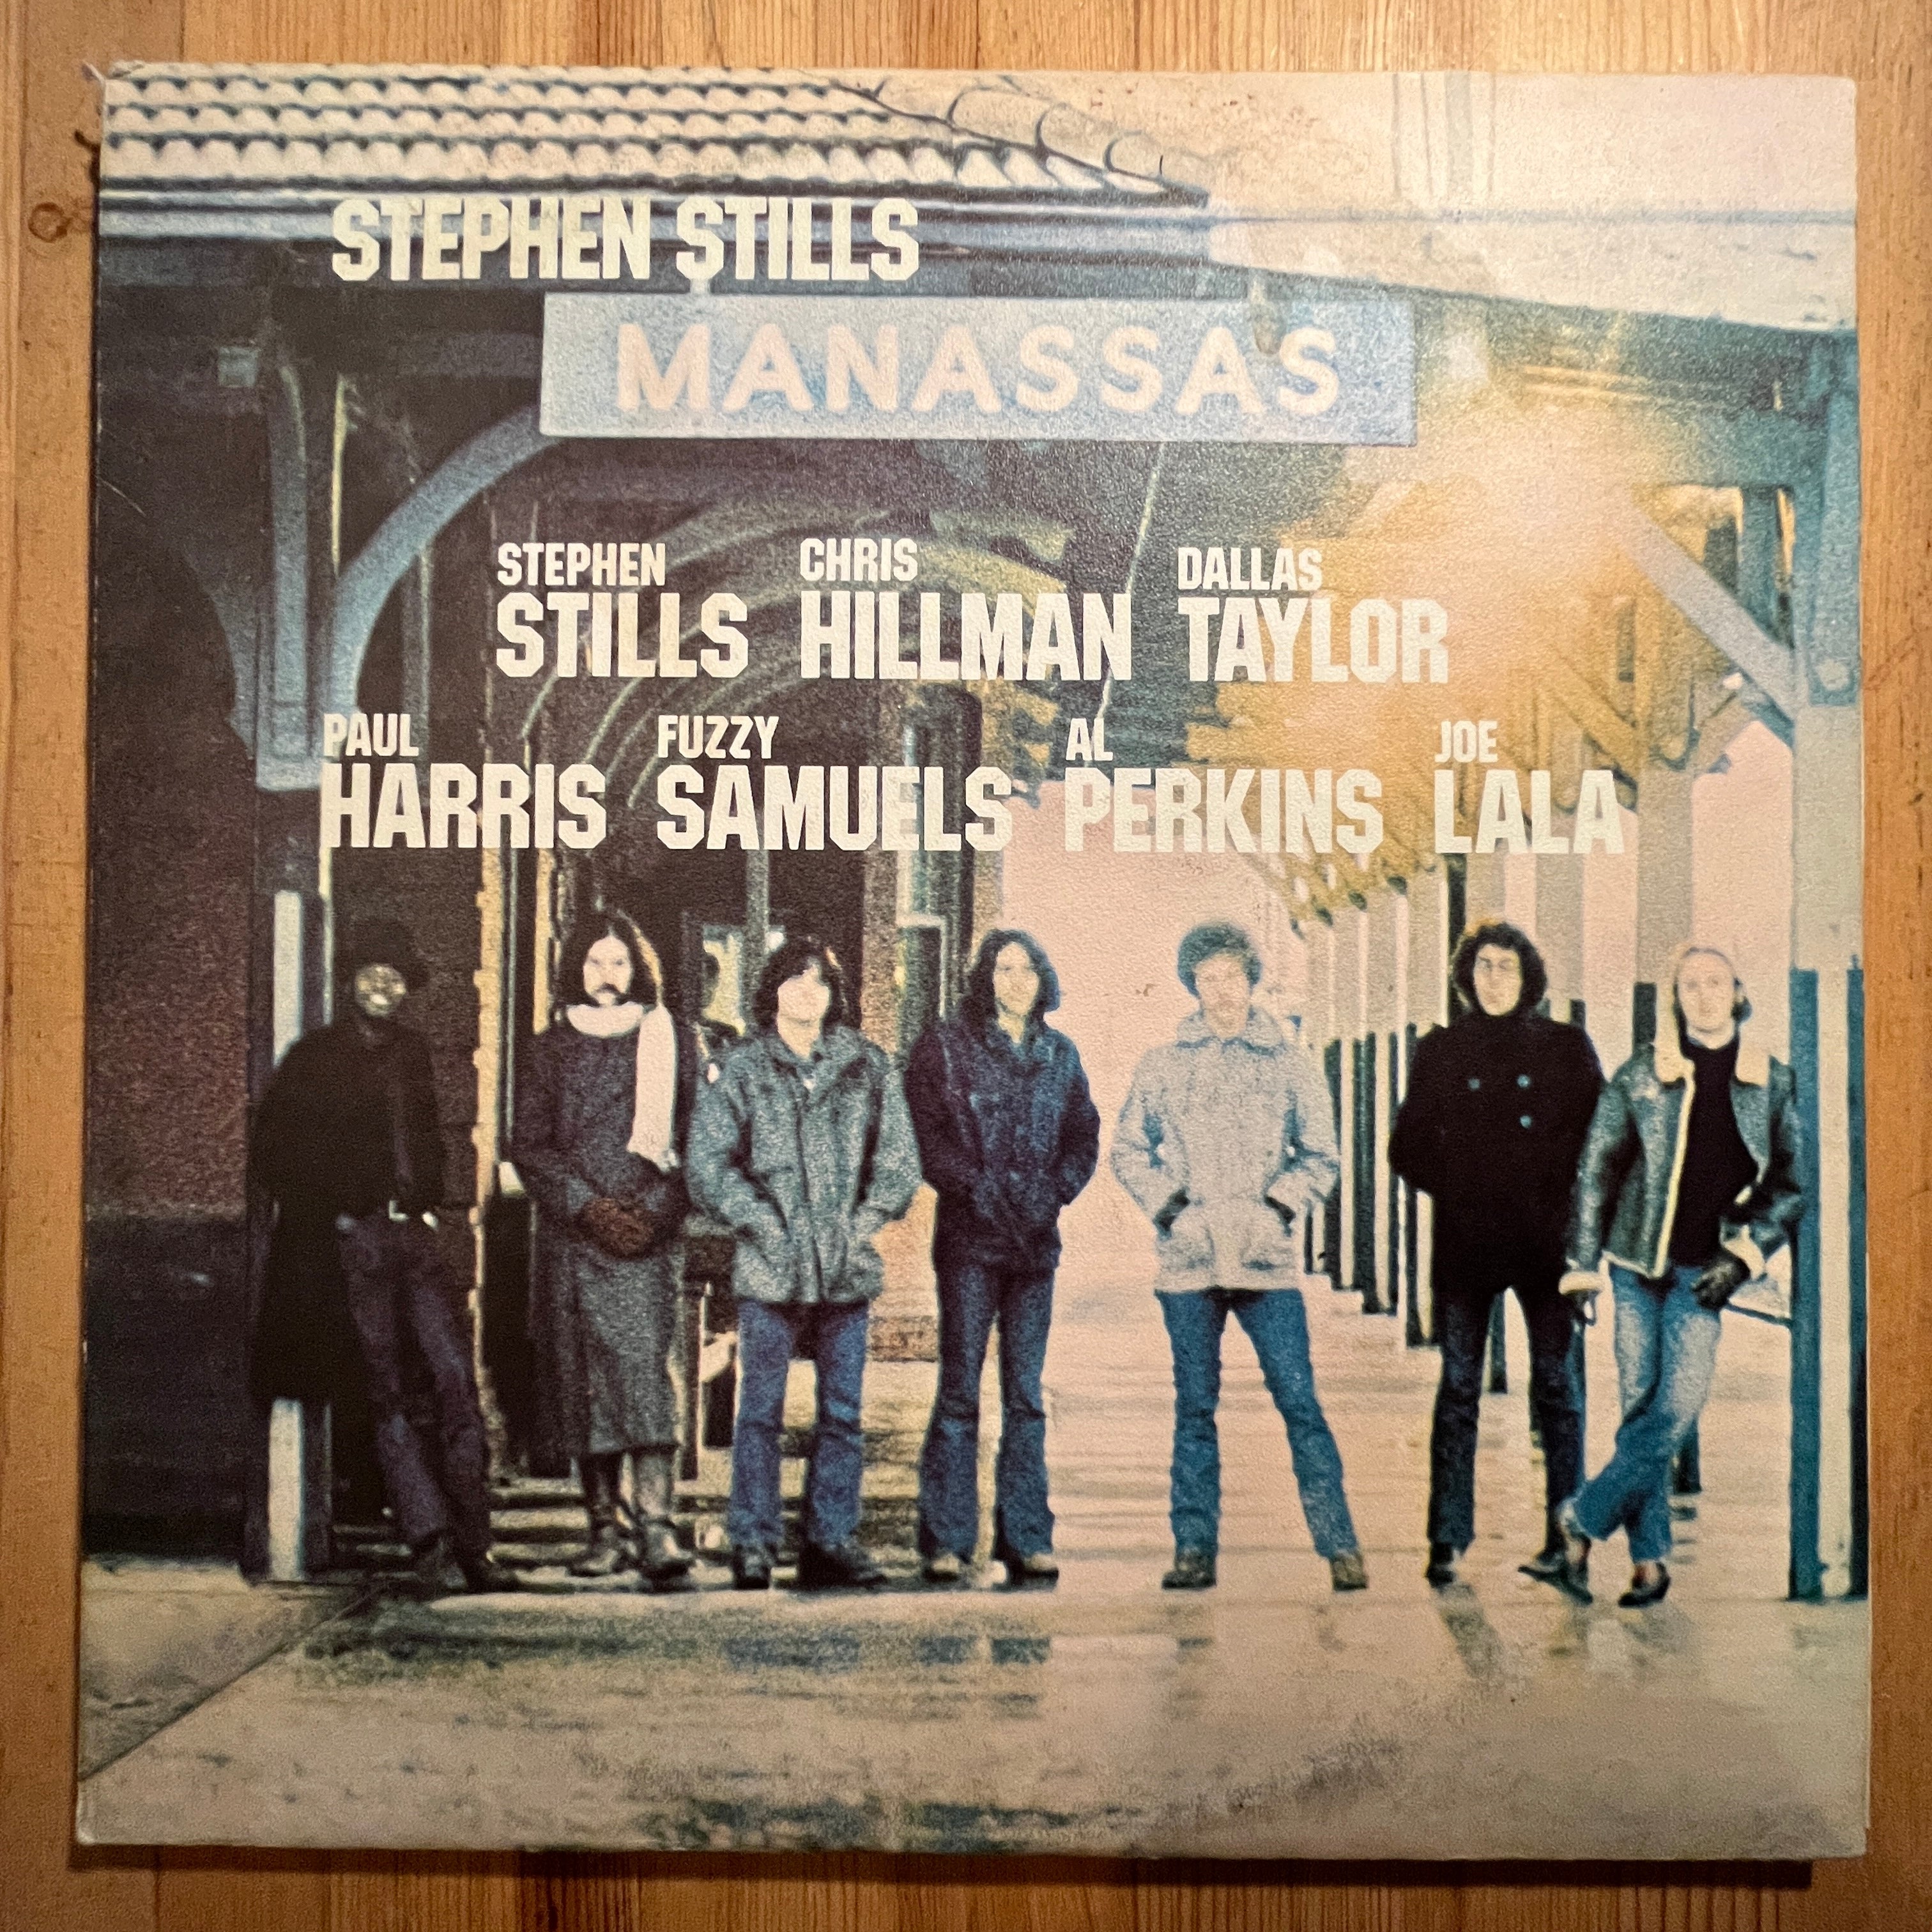 STEPHEN STILLS
MANASSAS
STEPHEN CHRIS DALLAS
STILLS HILLMAN TAYLOR
PAUL FUZZY AL JOE
HARRIS SAMUELS PERKINS LALA